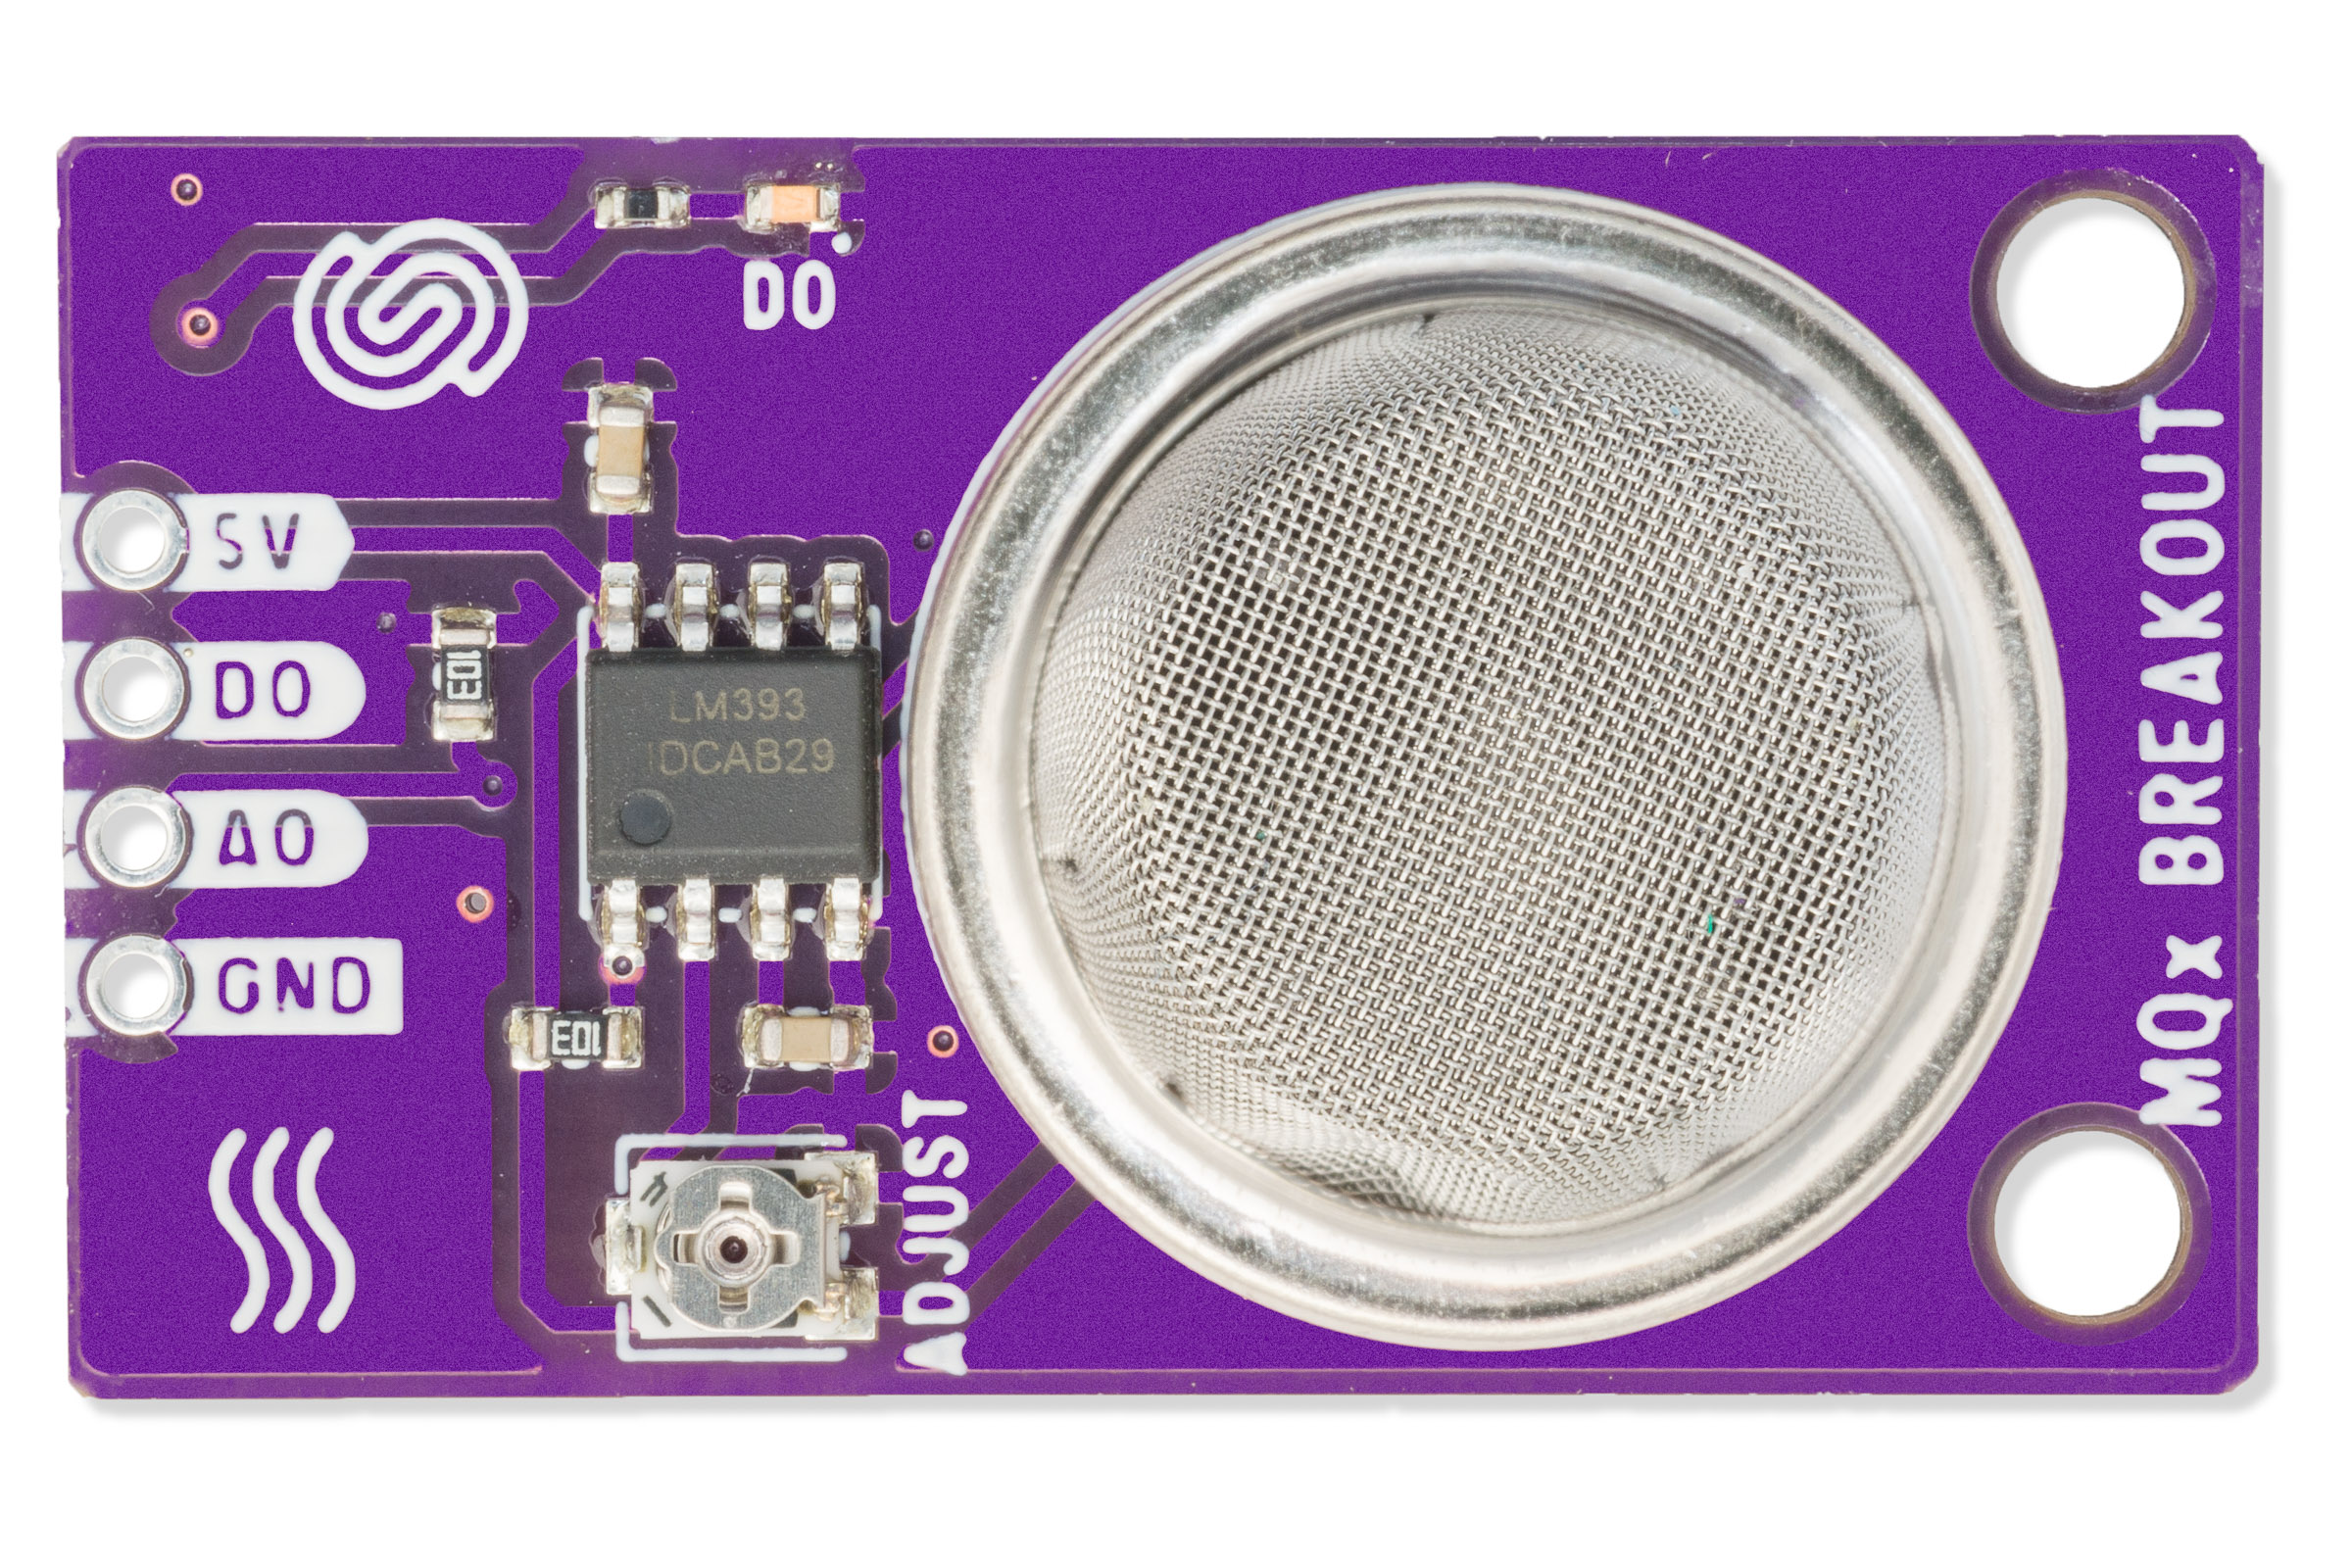 DO
5V
DO
AO
GND
103
LM393
IDCAB29
103
ADJUST
MQx BREAKOUT